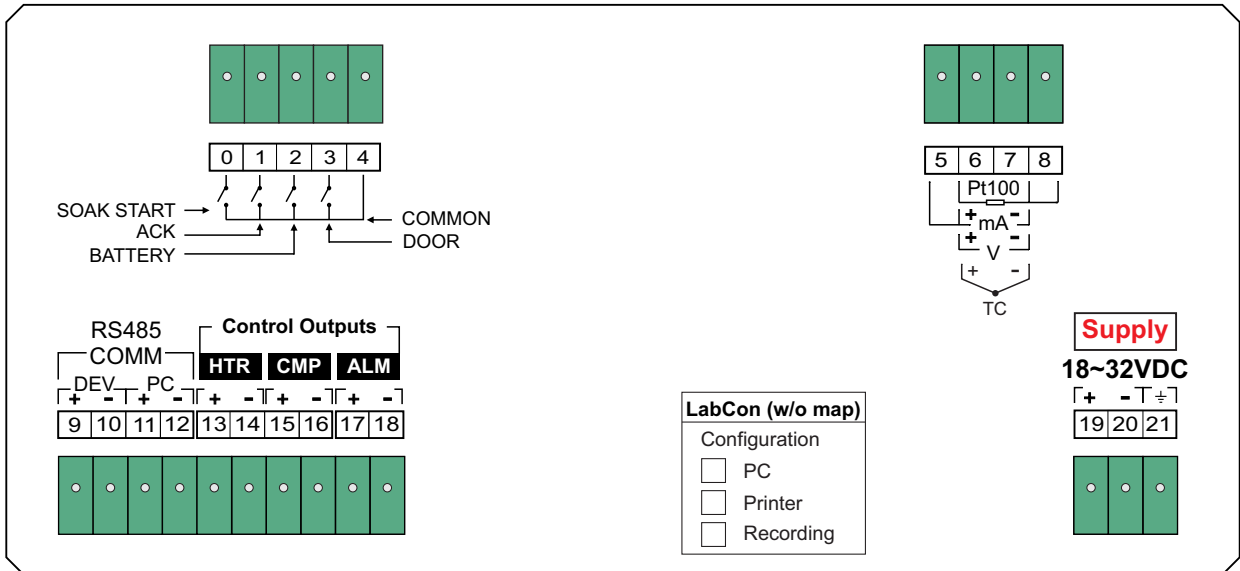 0 1 2 3 4
SOAK START
ACK
BATTERY
COMMON
DOOR
5 6 7 8
Pt100
+ mA -
+ V -
+ -
TC
RS485
COMM
DEV PC
+ - + -
9 10 11 12
Control Outputs
HTR CMP ALM
+ - + - + -
13 14 15 16 17 18
LabCon (w/o map)
Configuration
PC
Printer
Recording
Supply
18~32VDC
+ - ⏚
19 20 21